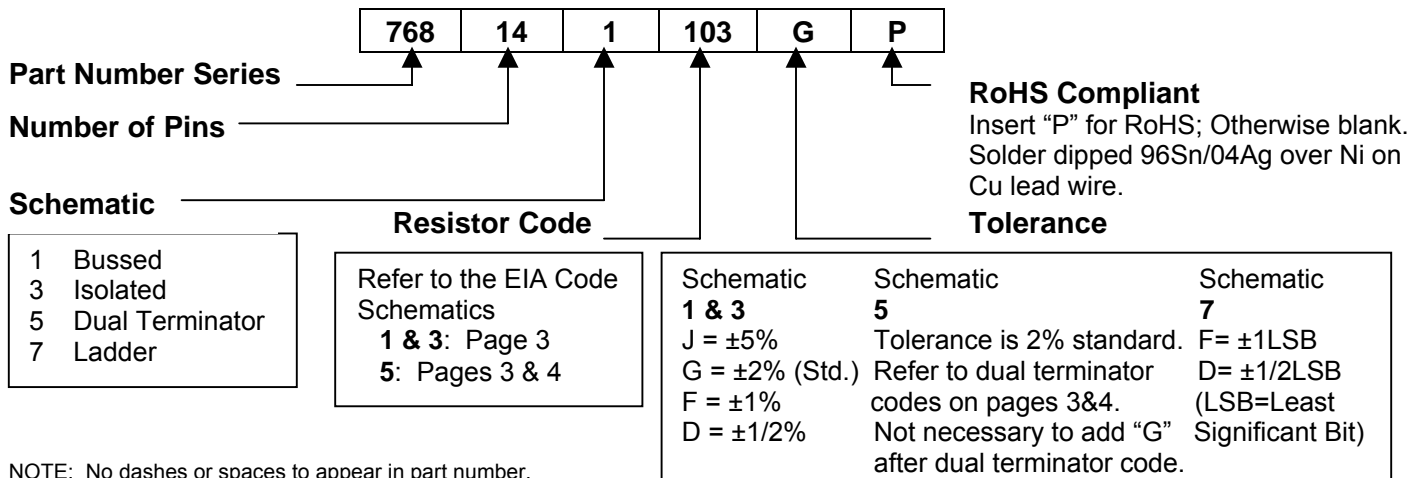 768 14 1 103 G P
Part Number Series
Number of Pins
RoHS Compliant
Insert “P” for RoHS; Otherwise blank.
Solder dipped 96Sn/04Ag over Ni on
Cu lead wire.
Schematic
Resistor Code
Tolerance
1 Bussed
3 Isolated
5 Dual Terminator
7 Ladder
Refer to the EIA Code
Schematics
1 & 3: Page 3
5: Pages 3 & 4
Schematic
1 & 3
J = ±5%
G = ±2% (Std.)
F = ±1%
D = ±1/2%
Schematic
5
Tolerance is 2% standard.
Refer to dual terminator
codes on pages 3&4.
Not necessary to add “G”
after dual terminator code.
Schematic
7
F= ±1LSB
D= ±1/2LSB
(LSB=Least
Significant Bit)
NOTE: No dashes or spaces to appear in part number.